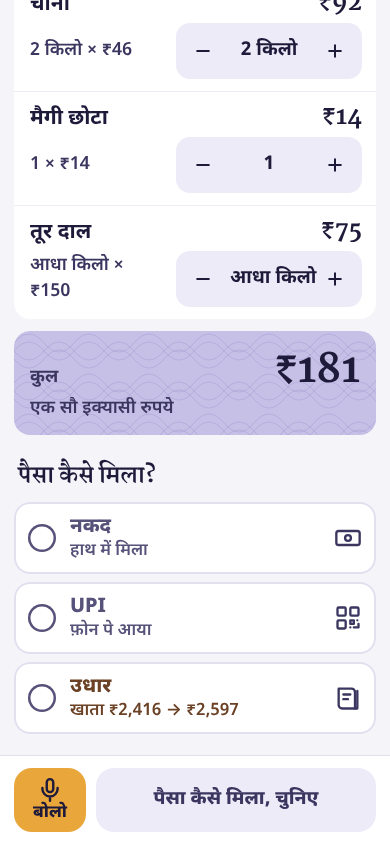 चीनी
₹92
2 किलो × ₹46
− 2 किलो +
मैगी छोटा
₹14
1 × ₹14
− 1 +
तूर दाल
₹75
आधा किलो ×
₹150
− आधा किलो +
कुल
₹181
एक सौ इक्यासी रुपये
पैसा कैसे मिला?
नकद
हाथ में मिला
UPI
फ़ोन पे आया
उधार
खाता ₹2,416 → ₹2,597
बोलो
पैसा कैसे मिला, चुनिए